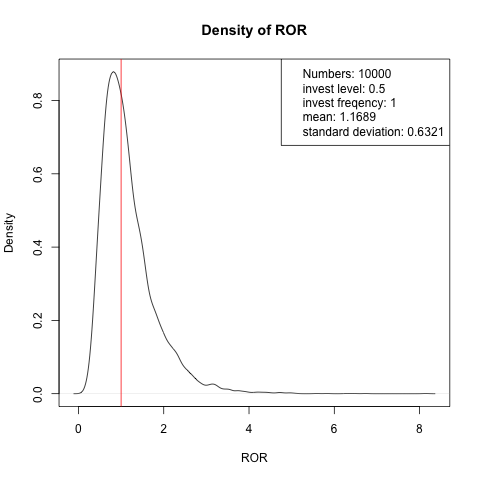 Density of ROR
Numbers: 10000
invest level: 0.5
invest freqency: 1
mean: 1.1689
standard deviation: 0.6321
Density
0.8
0.6
0.4
0.2
0.0
0 2 4 6 8
ROR